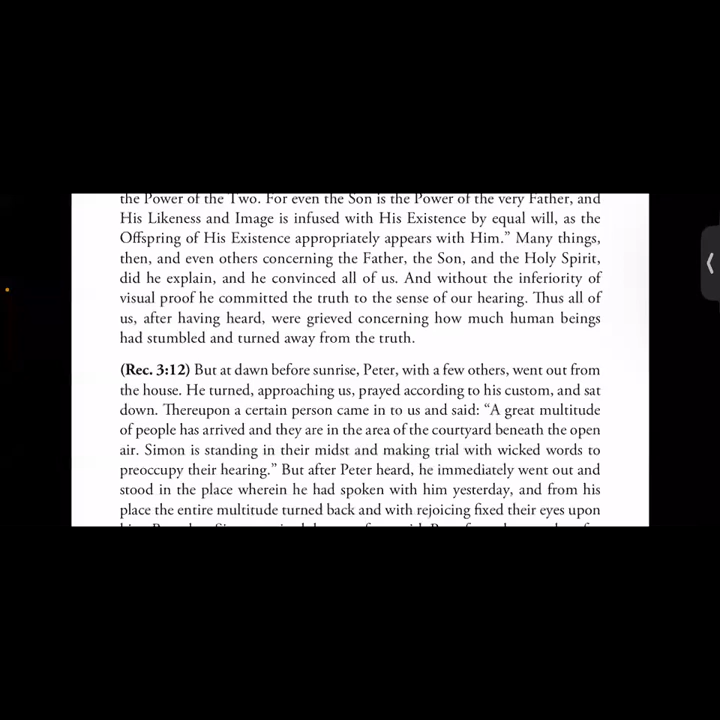 the Power of the Two. For even the Son is the Power of the very Father, and
His Likeness and Image is infused with His Existence by equal will, as the
Offspring of His Existence appropriately appears with Him.” Many things,
then, and even others concerning the Father, the Son, and the Holy Spirit,
did he explain, and he convinced all of us. And without the inferiority of
visual proof he committed the truth to the sense of our hearing. Thus all of
us, after having heard, were grieved concerning how much human beings
had stumbled and turned away from the truth.
(Rec. 3:12) But at dawn before sunrise, Peter, with a few others, went out from
the house. He turned, approaching us, prayed according to his custom, and sat
down. Thereupon a certain person came in to us and said: “A great multitude
of people has arrived and they are in the area of the courtyard beneath the open
air. Simon is standing in their midst and making trial with wicked words to
preoccupy their hearing.” But after Peter heard, he immediately went out and
stood in the place wherein he had spoken with him yesterday, and from his
place the entire multitude turned back and with rejoicing fixed their eyes upon